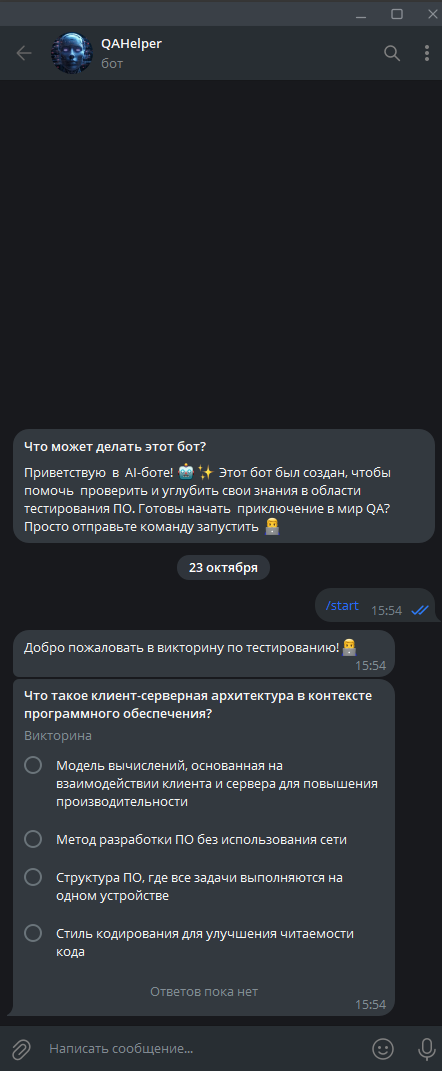 QAHelper
бот
Что может делать этот бот?
Приветствую в AI-боте! 🤖✨ Этот бот был создан, чтобы
помочь проверить и углубить свои знания в области
тестирования ПО. Готовы начать приключение в мир QA?
Просто отправьте команду запустить 👨‍💻
23 октября
/start 15:54
Добро пожаловать в викторину по тестированию!👨‍💻
15:54
Что такое клиент-серверная архитектура в контексте
программного обеспечения?
Викторина
Модель вычислений, основанная на
взаимодействии клиента и сервера для повышения
производительности
Метод разработки ПО без использования сети
Структура ПО, где все задачи выполняются на
одном устройстве
Стиль кодирования для улучшения читаемости
кода
Ответов пока нет
15:54
Написать сообщение...